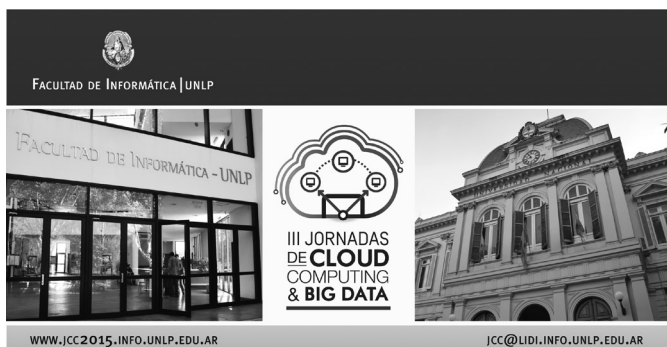 FACULTAD DE INFORMÁTICA | UNLP
FACULTAD DE INFORMÁTICA - UNLP
III JORNADAS
DE CLOUD
COMPUTING
& BIG DATA
WWW.JCC2015.INFO.UNLP.EDU.AR
JCC@LIDI.INFO.UNLP.EDU.AR